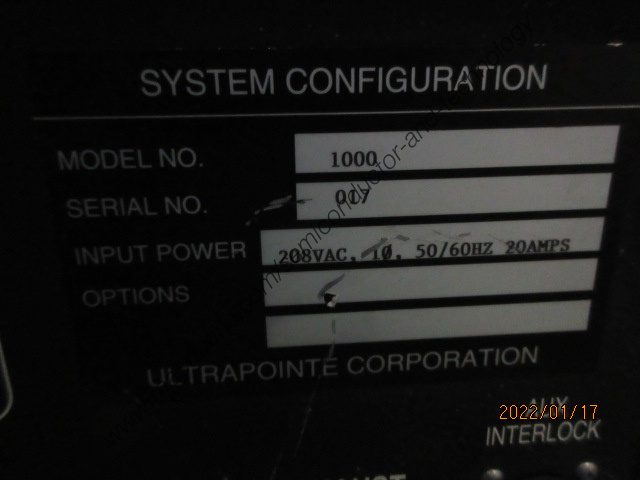 SYSTEM CONFIGURATION
MODEL NO. 1000
SERIAL NO. 017
INPUT POWER 208VAC, 1Ø, 50/60HZ 20AMPS
OPTIONS
ULTRAPOINTE CORPORATION
2022/01/17
AUX
INTERLOCK